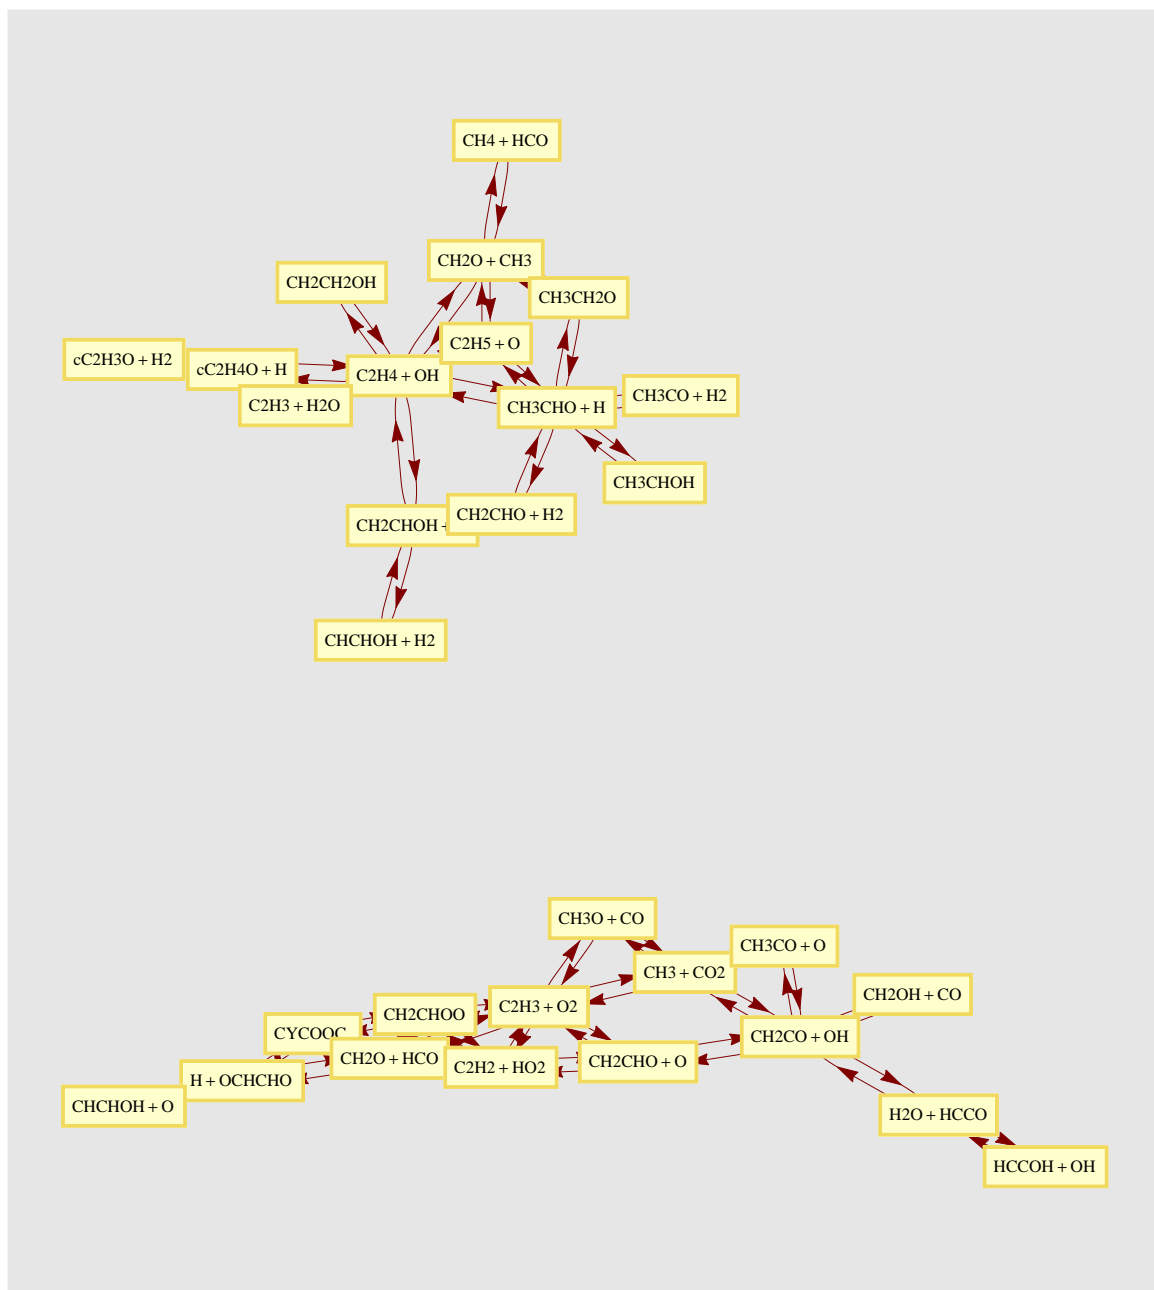 CH4 + HCO
CH2O + CH3
CH2CH2OH
CH3CH2O
C2H5 + O
cC2H3O + H2
cC2H4O + H
C2H4 + OH
C2H3 + H2O
CH3CHO + H
CH3CO + H2
CH3CHOH
CH2CHO + H2
CH2CHOH +
CHCHOH + H2
CH3O + CO
CH3CO + O
CH3 + CO2
CH2OH + CO
C2H3 + O2
CH2CHOO
CYCOOC
CH2CO + OH
CH2O + HCO
C2H2 + HO2
CH2CHO + O
H + OCHCHO
CHCHOH + O
H2O + HCCO
HCCOH + OH